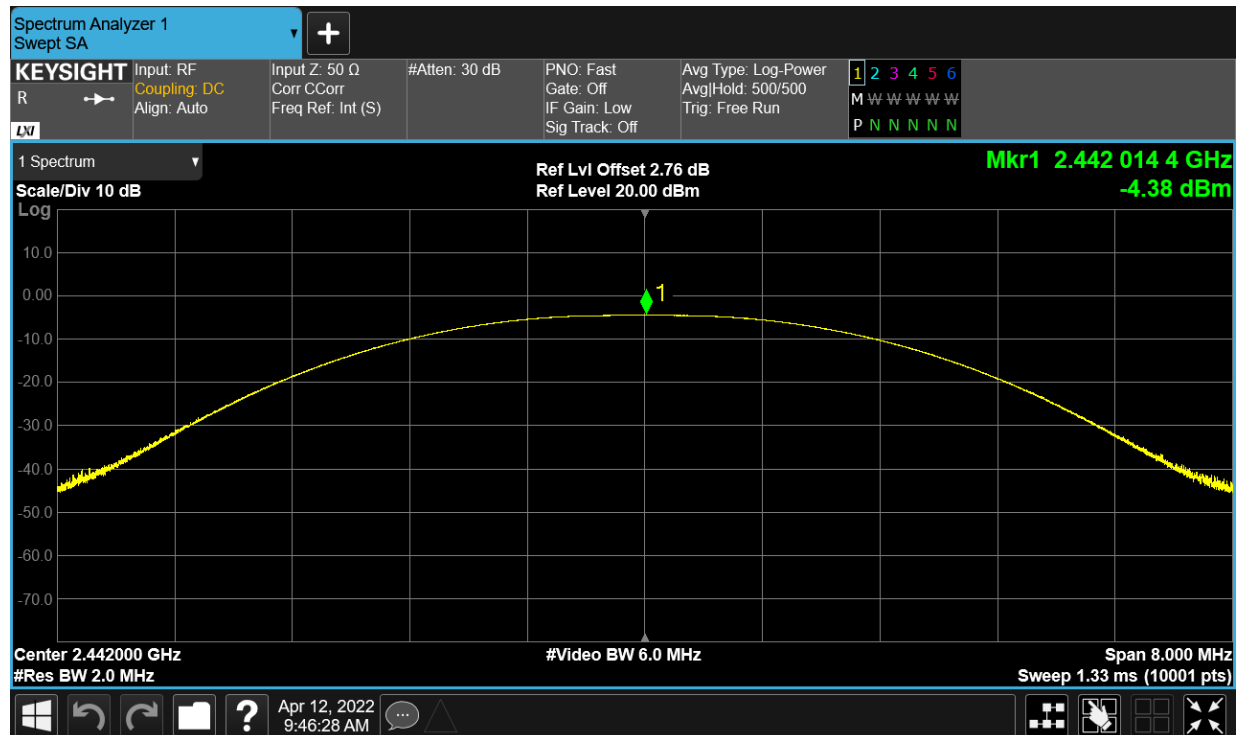 Spectrum Analyzer 1
Swept SA
KEYSIGHT
R
LXI
Input: RF
Coupling: DC
Align: Auto
Input Z: 50 Ω
Corr CCorr
Freq Ref: Int (S)
#Atten: 30 dB
PNO: Fast
Gate: Off
IF Gain: Low
Sig Track: Off
Avg Type: Log-Power
Avg|Hold: 500/500
Trig: Free Run
1 2 3 4 5 6
M W W W W W
P N N N N N
1 Spectrum
Scale/Div 10 dB
Log
Ref Lvl Offset 2.76 dB
Ref Level 20.00 dBm
Mkr1 2.442 014 4 GHz
-4.38 dBm
10.0
0.00
-10.0
-20.0
-30.0
-40.0
-50.0
-60.0
-70.0
1
Center 2.442000 GHz
#Res BW 2.0 MHz
#Video BW 6.0 MHz
Span 8.000 MHz
Sweep 1.33 ms (10001 pts)
?
Apr 12, 2022
9:46:28 AM